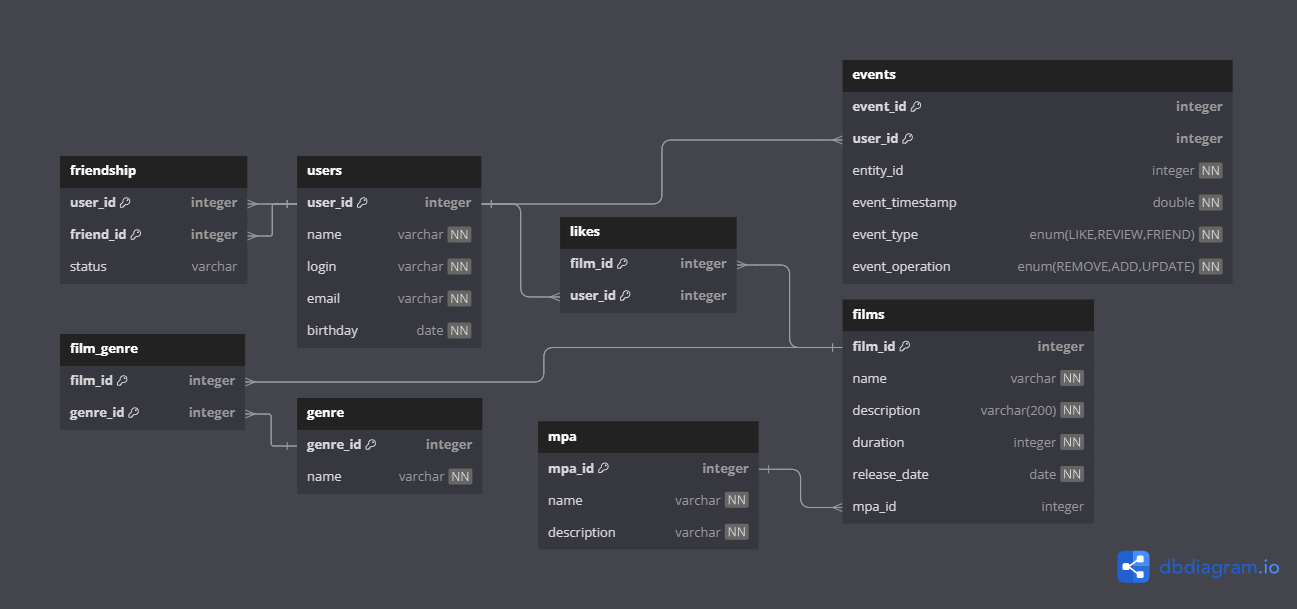 friendship
user_id integer
friend_id integer
status varchar
users
user_id integer
name varchar NN
login varchar NN
email varchar NN
birthday date NN
likes
film_id integer
user_id integer
events
event_id integer
user_id integer
entity_id integer NN
event_timestamp double NN
event_type enum(LIKE,REVIEW,FRIEND) NN
event_operation enum(REMOVE,ADD,UPDATE) NN
film_genre
film_id integer
genre_id integer
genre
genre_id integer
name varchar NN
mpa
mpa_id integer
name varchar NN
description varchar NN
films
film_id integer
name varchar NN
description varchar(200) NN
duration integer NN
release_date date NN
mpa_id integer
dbdiagram.io